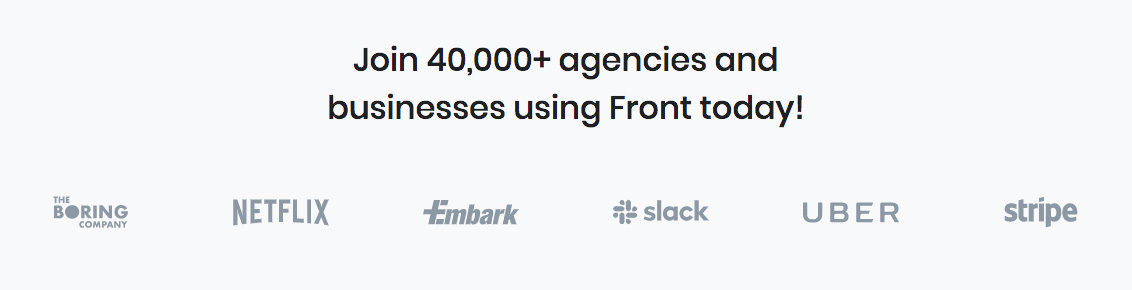 Join 40,000+ agencies and
businesses using Front today!
THE
BORING
COMPANY
NETFLIX
Embark
slack
UBER
stripe